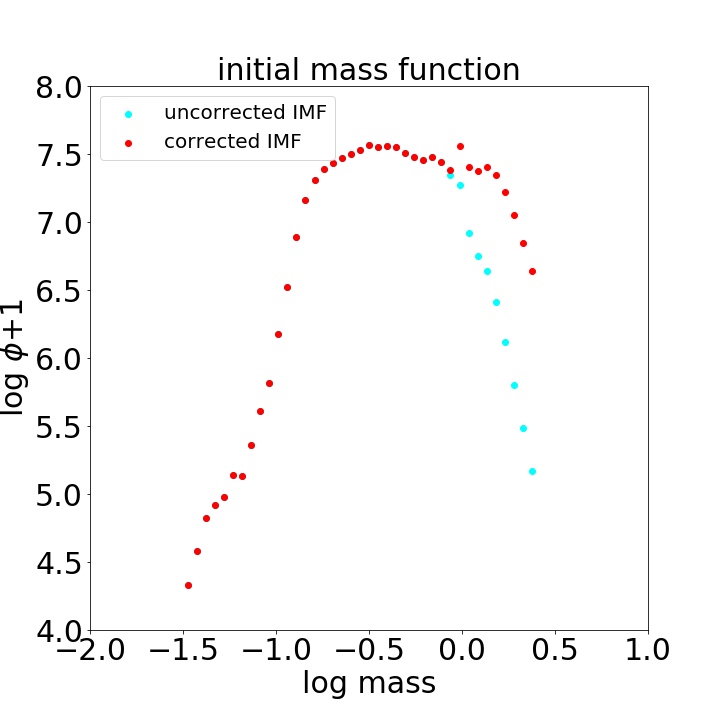 initial mass function
uncorrected IMF
corrected IMF
8.0
7.5
7.0
6.5
6.0
5.5
5.0
4.5
4.0
log ϕ+1
−2.0 −1.5 −1.0 −0.5 0.0 0.5 1.0
log mass